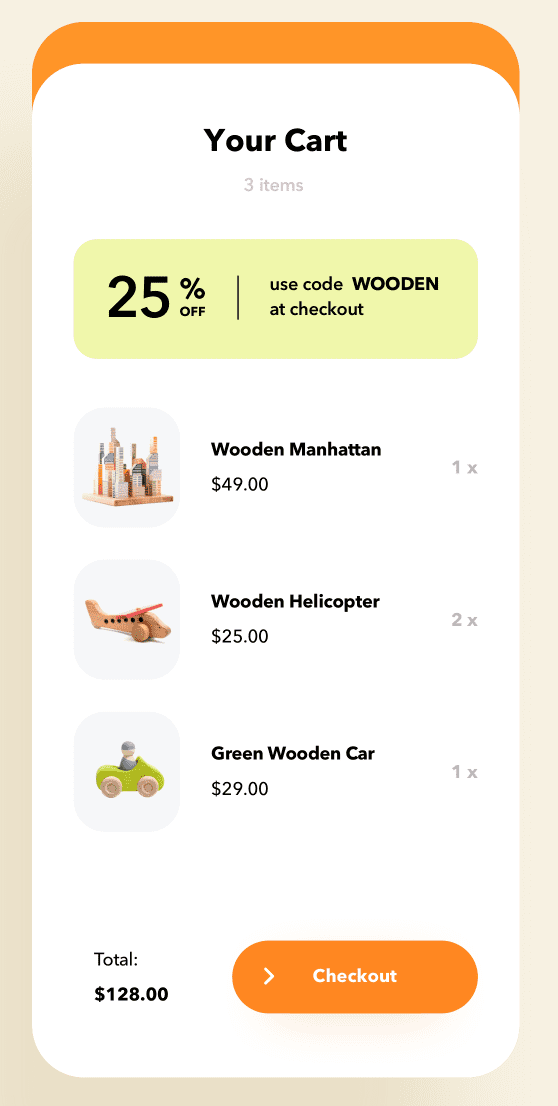 Your Cart
3 items
25 % OFF
use code WOODEN
at checkout
Wooden Manhattan
$49.00
1 x
Wooden Helicopter
$25.00
2 x
Green Wooden Car
$29.00
1 x
Total:
$128.00
Checkout